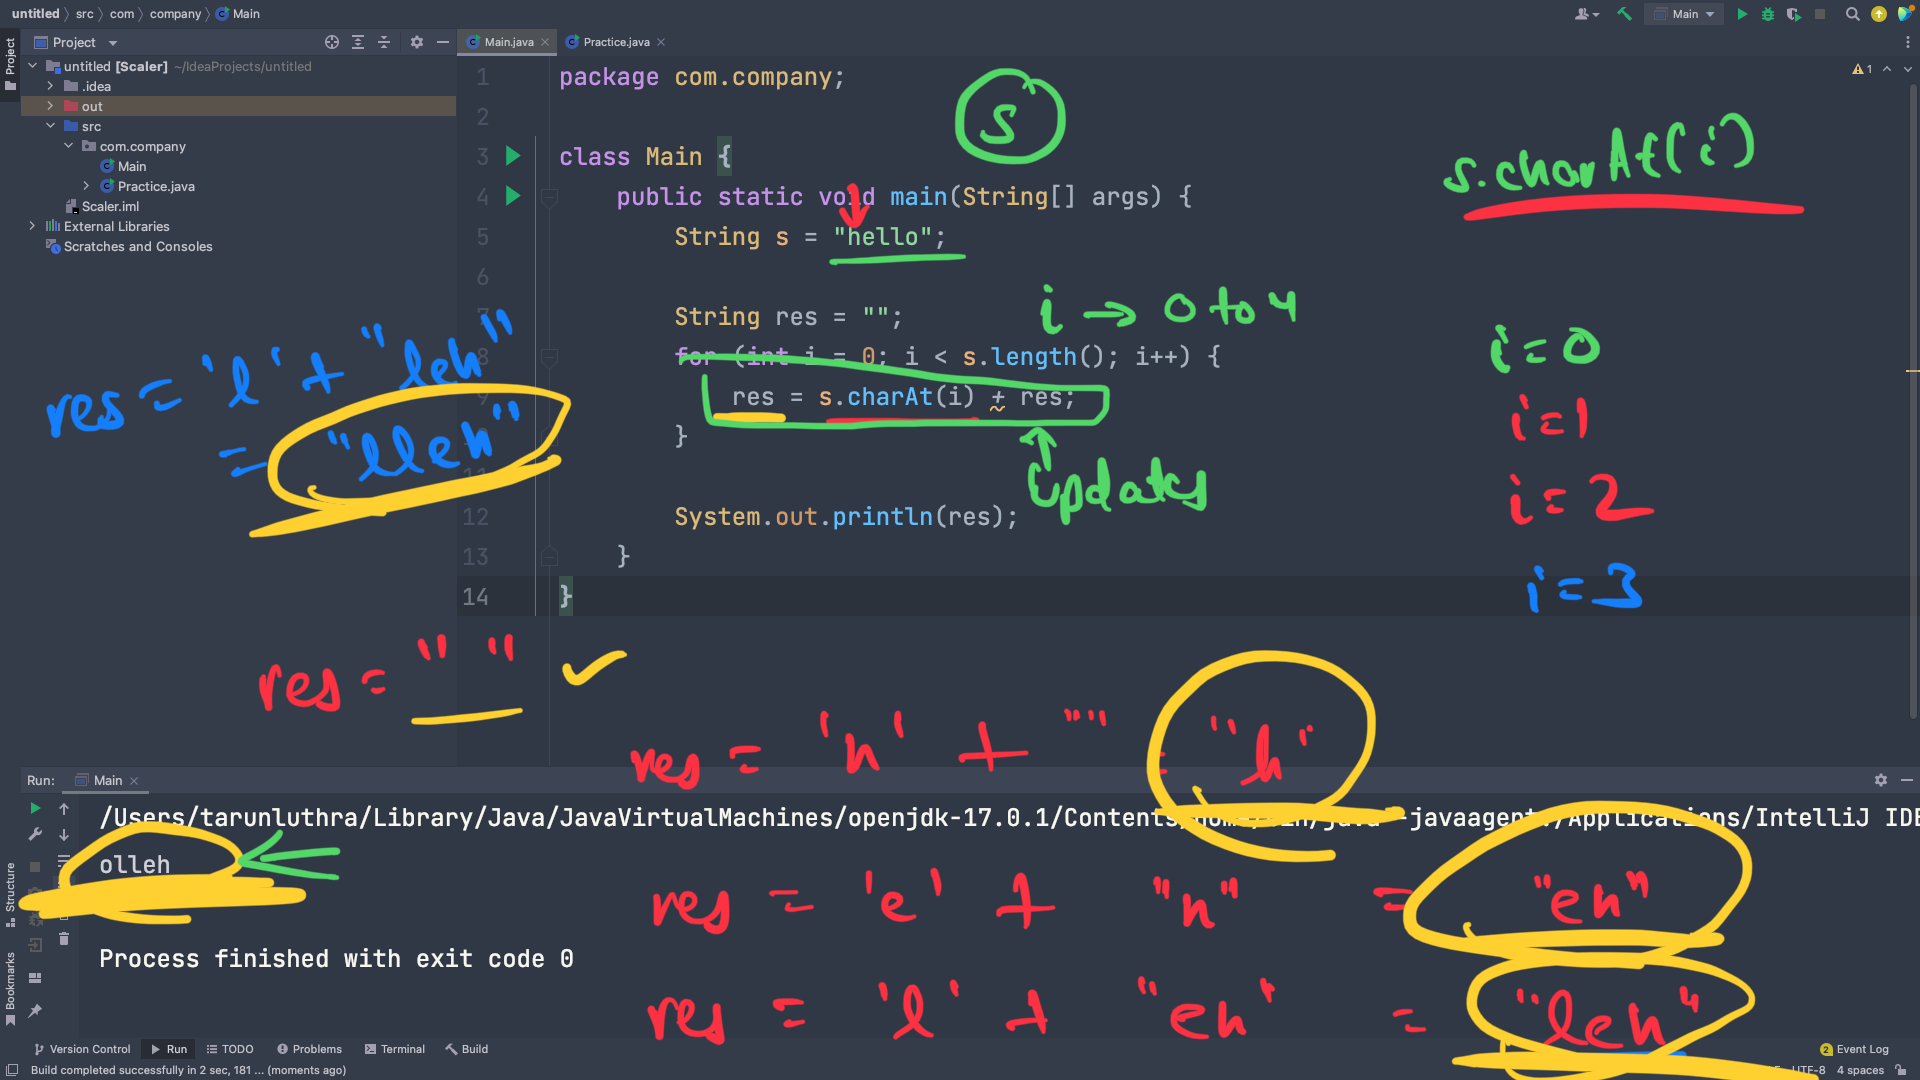 untitled src com company Main
Main
Project
Project
Main.java Practice.java
untitled [Scaler] ~/IdeaProjects/untitled
.idea
out
src
com.company
Main
Practice.java
Scaler.iml
External Libraries
Scratches and Consoles
1
1 package com.company;
2
3 class Main {
4 public static void main(String[] args) {
5 String s = "hello";
6
7 String res = "";
8 for (int i = 0; i < s.length(); i++) {
9 res = s.charAt(i) + res;
}
11
12 System.out.println(res);
13 }
14 }
s
s.charAt(i)
i → 0 to 4
updates
i=0
i=1
i=2
i=3
res = 'l' + "leh"
= "lleh"
res = " "
res = 'h' + "" = "h"
res = 'e' + "h" = "eh"
res = 'l' + "eh" = "leh"
Run: Main
/Users/tarunluthra/Library/Java/JavaVirtualMachines/openjdk-17.0.1/Contents/Home/bin/java -javaagent:/Applications/IntelliJ IDE
olleh
Process finished with exit code 0
Structure
Bookmarks
Version Control Run TODO Problems Terminal Build
2 Event Log
Build completed successfully in 2 sec, 181 ... (moments ago)
UTF-8 4 spaces